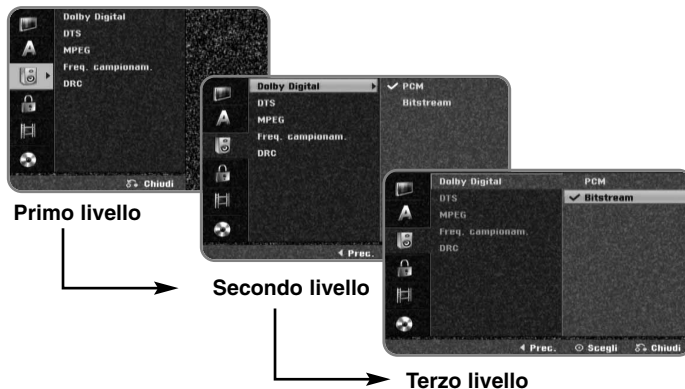 Dolby Digital
DTS
MPEG
Freq. campionam.
DRC
Chiudi
Primo livello
Dolby Digital
PCM
DTS
Bitstream
MPEG
Freq. campionam.
DRC
Prec.
Secondo livello
Dolby Digital
PCM
DTS
Bitstream
MPEG
Freq. campionam.
DRC
Prec. Scegli Chiudi
Terzo livello